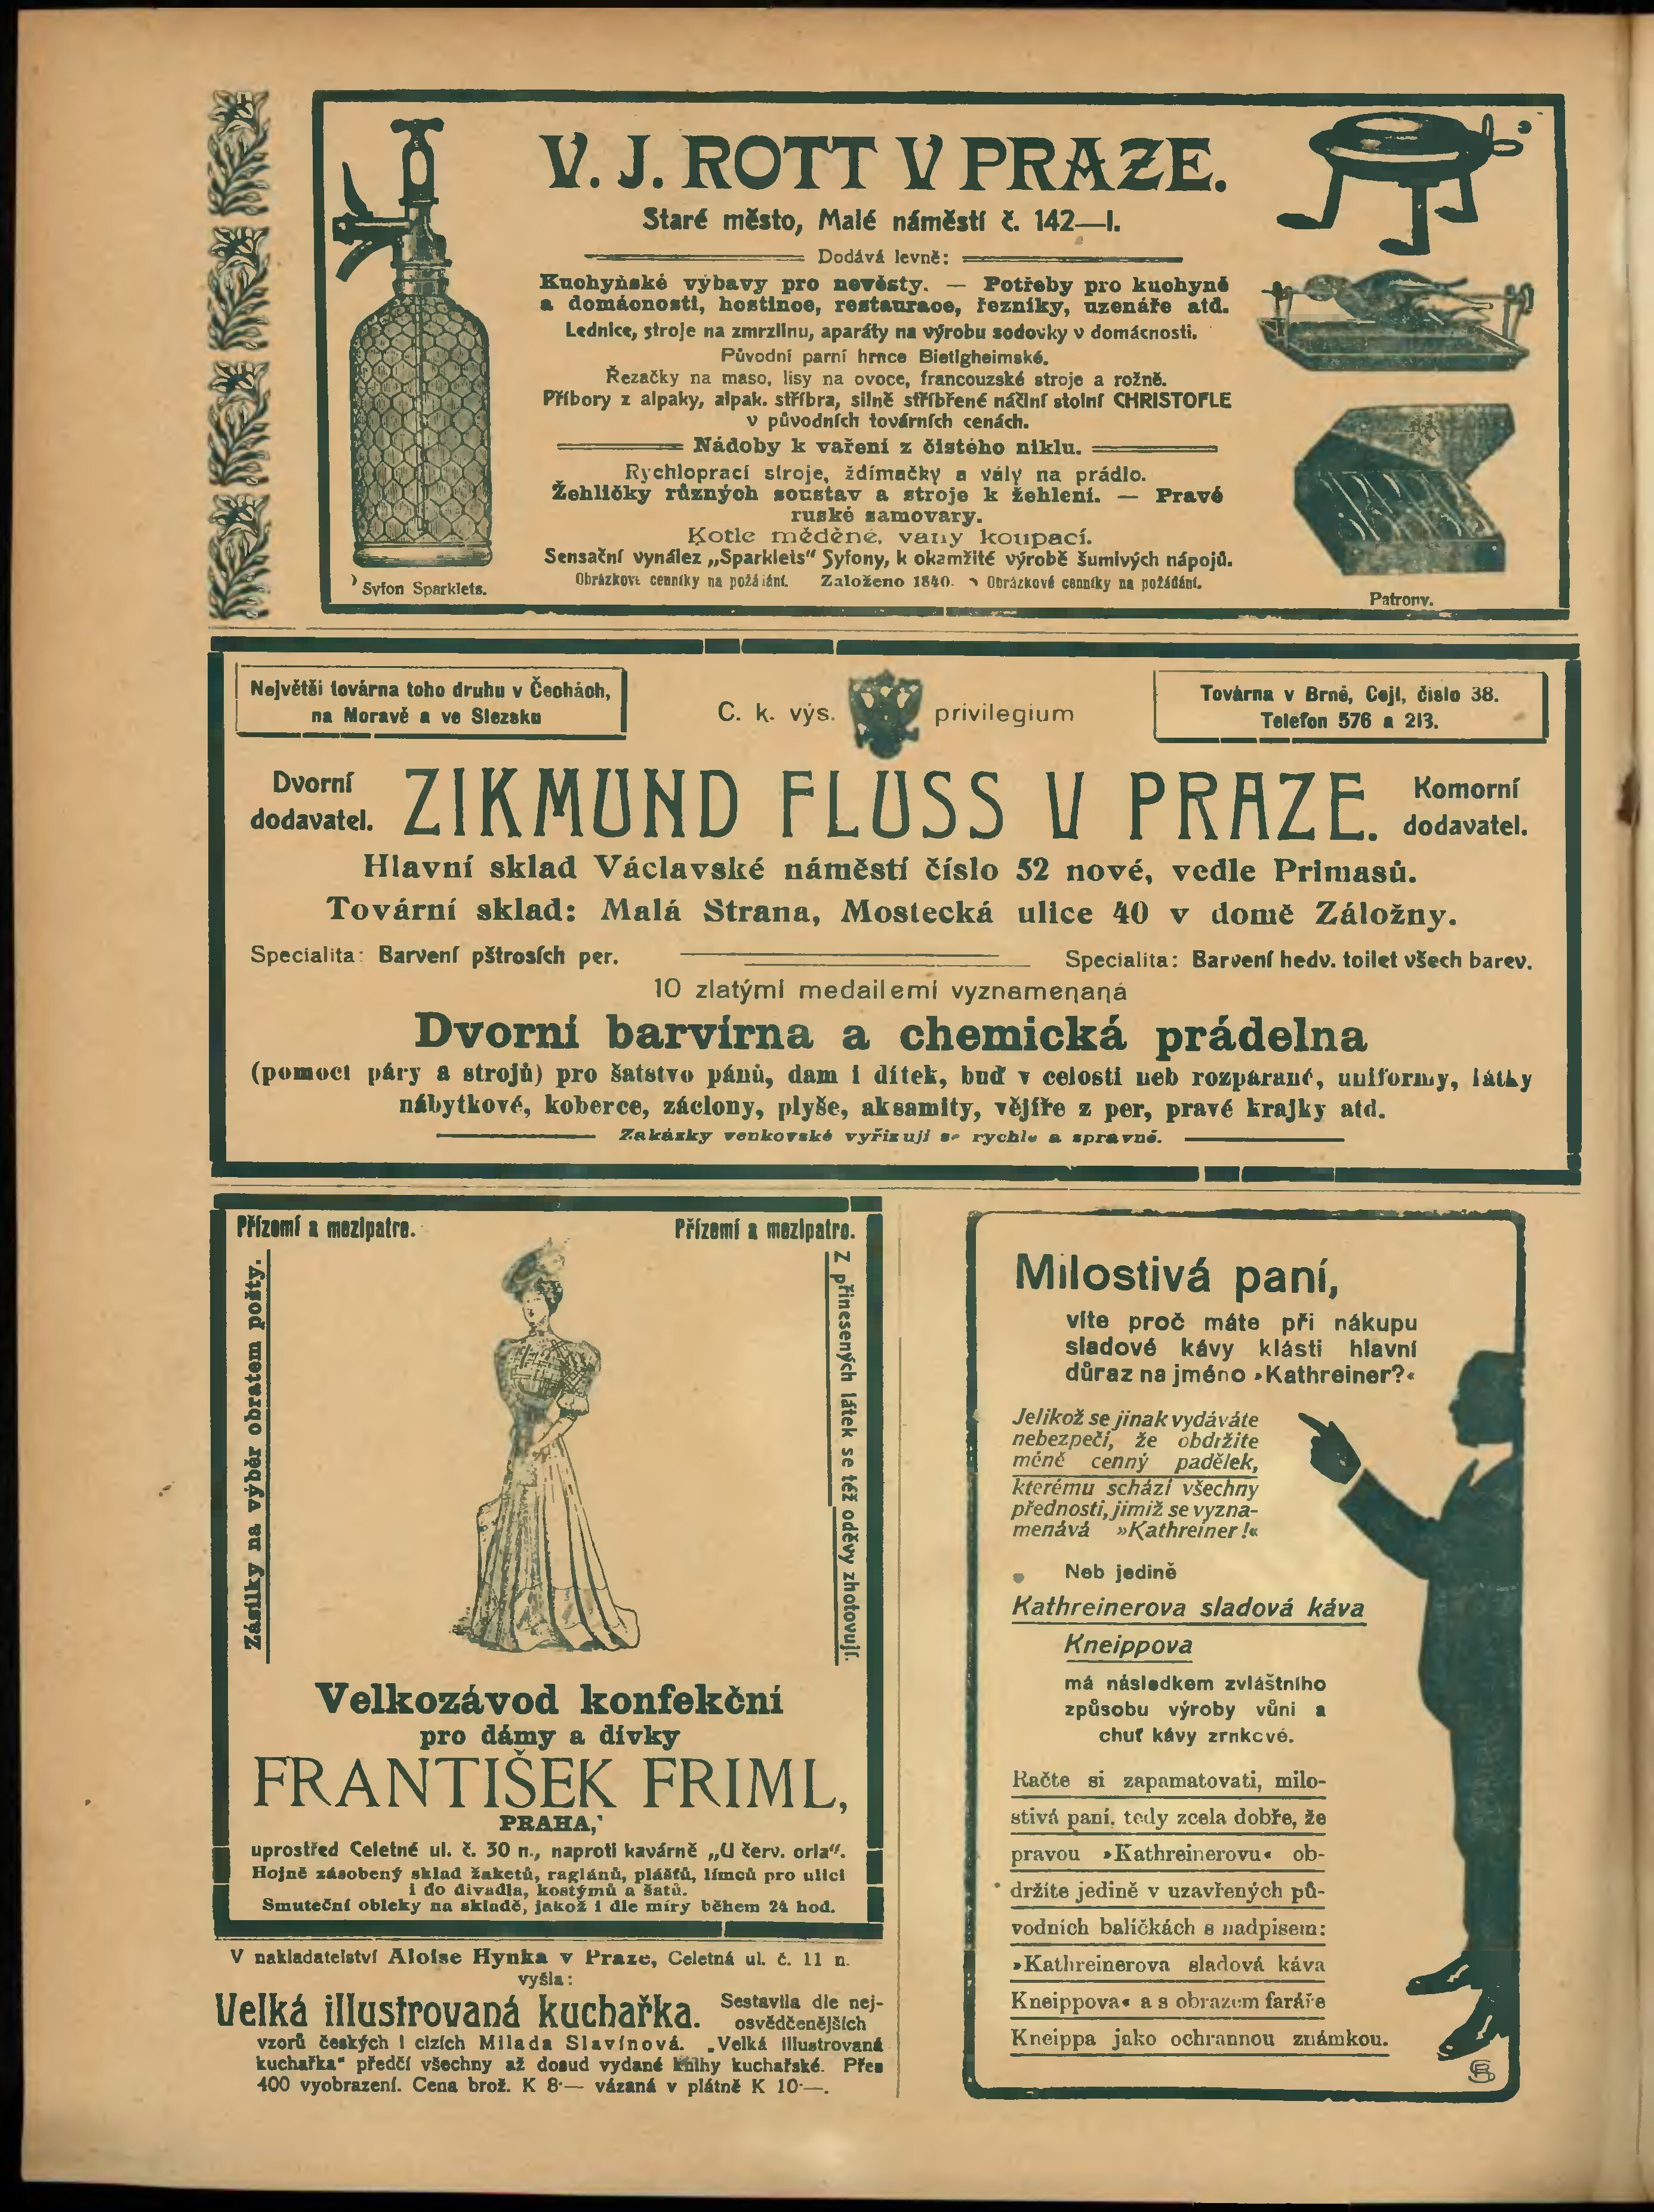 V. J. ROTT V PRAZE.
Staré město, Malé náměstí č. 142—I.
Dodává levně:
Kuchyňské výbavy pro nevěsty. — Potřeby pro kuchyně
a domácnosti, hostince, restaurace, řezníky, uzenáře atd.
Lednice, stroje na zmrzlinu, aparáty na výrobu sodovky v domácnosti.
Původní parní hrnce Bietigheimské.
Řezačky na maso, lisy na ovoce, francouzské stroje a rožně.
Příbory z alpaky, alpak. stříbra, silně stříbřené náčiní stolní CHRISTOFLE
v původních továrních cenách.
Nádoby k vaření z čistého niklu.
Rychloprací stroje, ždímačky a vály na prádlo.
Žehličky různých soustav a stroje k žehlení. — Pravé
ruské samovary.
Kotle měděné, vany koupací.
Sensační vynález „Sparklets" Syfony, k okamžité výrobě šumivých nápojů.
Obrázkové cenníky na požádání. Založeno 1840. Obrázkové cenníky na požádání.
Syfon Sparklets.
Patrony.
Největší továrna toho druhu v Čechách,
na Moravě a ve Slezsku
C. k. výs. privilegium
Továrna v Brně, Cejl, číslo 38.
Telefon 576 a 213.
Dvorní
dodavatel.
ZIKMUND FLUSS V PRAZE.
Komorní
dodavatel.
Hlavní sklad Václavské náměstí číslo 52 nové, vedle Primasů.
Tovární sklad: Malá Strana, Mostecká ulice 40 v domě Záložny.
Specialita: Barvení pštrosích per.
Specialita: Barvení hedv. toilet všech barev.
10 zlatými medailemi vyznamenaná
Dvorní barvírna a chemická prádelna
(pomocí páry a strojů) pro šatstvo pánů, dam i dítek, buď v celosti neb rozpárané, uniformy, látky
nábytkové, koberce, záclony, plyše, aksamity, vějíře z per, pravé krajky atd.
Zakázky venkovské vyřizují se rychle a správně.
Přízemí a mezipatro.
Přízemí a mezipatro.
Zásilky na výběr obratem pošty.
Z přinesených látek se též oděvy zhotovují.
Velkozávod konfekční
pro dámy a dívky
FRANTIŠEK FRIML,
PRAHA,
uprostřed Celetné ul. č. 30 n., naproti kavárně „U červ. orla".
Hojně zásobený sklad žaketů, raglánů, plášťů, límců pro ulici
i do divadla, kostýmů a šatů.
Smuteční obleky na skladě, jakož i dle míry během 24 hod.
V nakladatelství Aloise Hynka v Praze, Celetná ul. č. 11 n.
vyšla:
Velká illustrovaná kuchařka. Sestavila dle nej-
osvědčenějších
vzorů českých i cizích Milada Slavínová. „Velká illustrovaná
kuchařka" předčí všechny až dosud vydané knihy kuchařské. Přes
400 vyobrazení. Cena brož. K 8·— vázaná v plátně K 10·—.
Milostivá paní,
víte proč máte při nákupu
sladové kávy klásti hlavní
důraz na jméno »Kathreiner?«
Jelikož se jinak vydáváte
nebezpečí, že obdržíte
méně cenný padělek,
kterému schází všechny
přednosti, jimiž se vyzna-
menává »Kathreiner!«
Neb jedině
Kathreinerova sladová káva
Kneippova
má následkem zvláštního
způsobu výroby vůni a
chuť kávy zrnkové.
Račte si zapamatovati, milo-
stivá paní, tedy zcela dobře, že
pravou »Kathreinerovu« ob-
držíte jedině v uzavřených pů-
vodních balíčkách s nadpisem:
»Kathreinerova sladová káva
Kneippova« a s obrazem faráře
Kneippa jako ochrannou známkou.